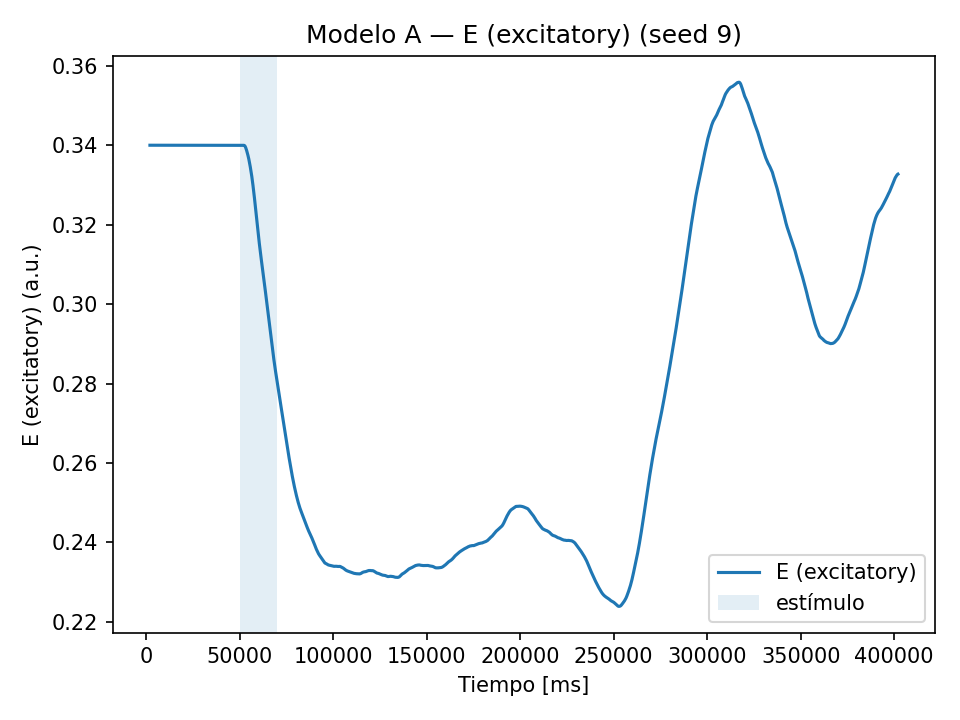 Modelo A — E (excitatory) (seed 9)
E (excitatory) (a.u.)
0.36
0.34
0.32
0.30
0.28
0.26
0.24
0.22
E (excitatory)
estímulo
0 50000 100000 150000 200000 250000 300000 350000 400000
Tiempo [ms]